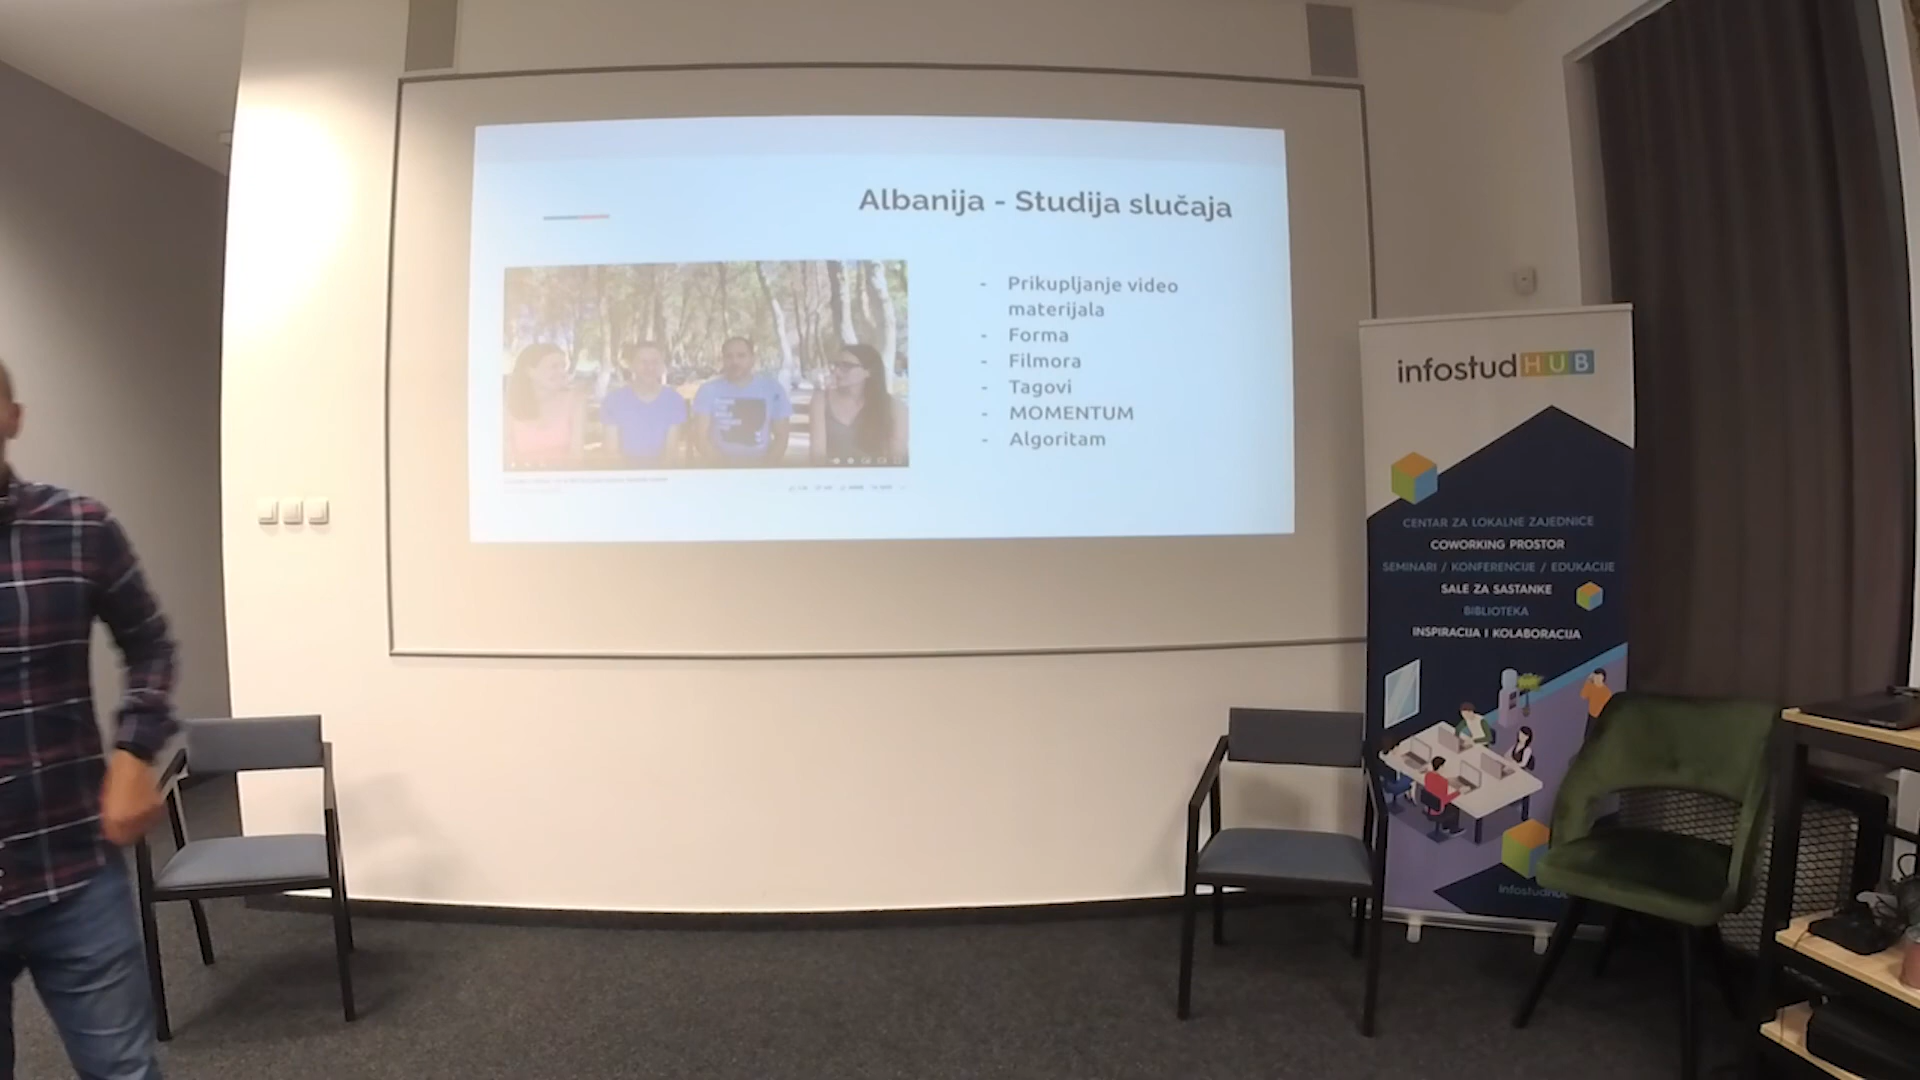 Albanija - Studija slučaja
- Prikupljanje video
materijala
- Forma
- Filmora
- Tagovi
- MOMENTUM
- Algoritam
infostudHUB
CENTAR ZA LOKALNE ZAJEDNICE
COWORKING PROSTOR
SEMINARI / KONFERENCIJE / EDUKACIJE
SALE ZA SASTANKE
BIBLIOTEKA
INSPIRACIJA I KOLABORACIJA